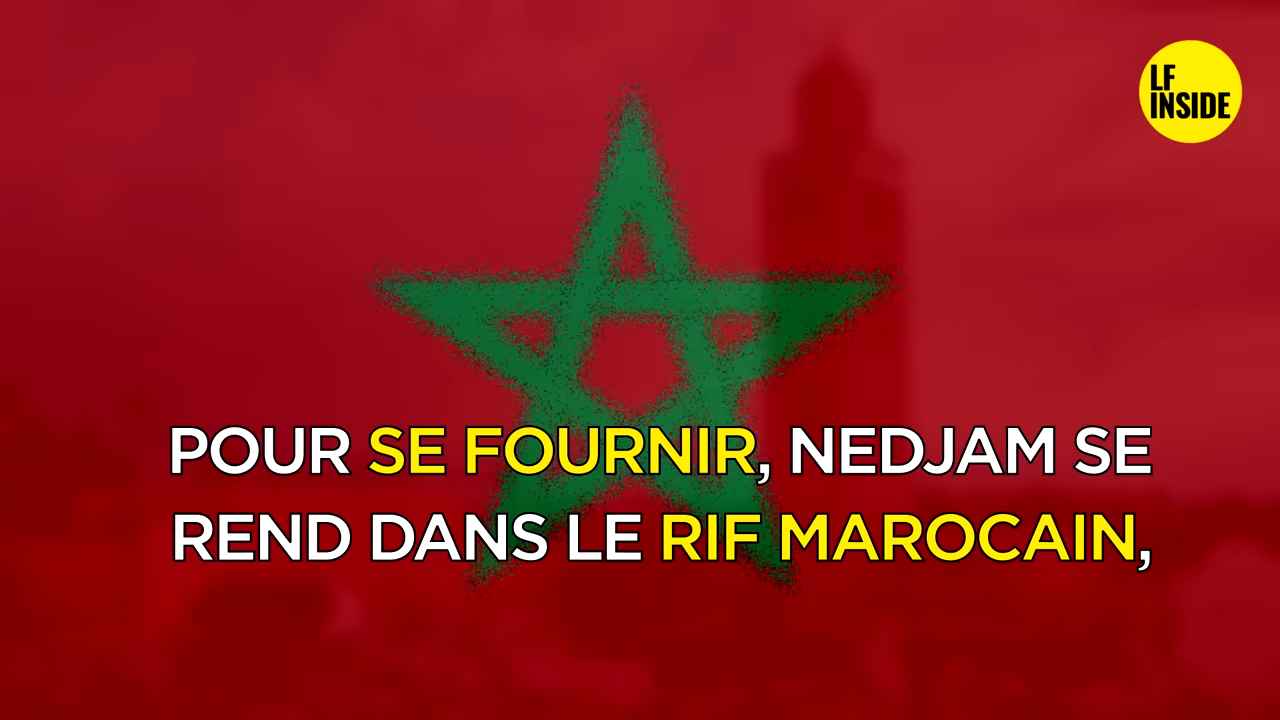 LF
INSIDE
POUR SE FOURNIR, NEDJAM SE
REND DANS LE RIF MAROCAIN,